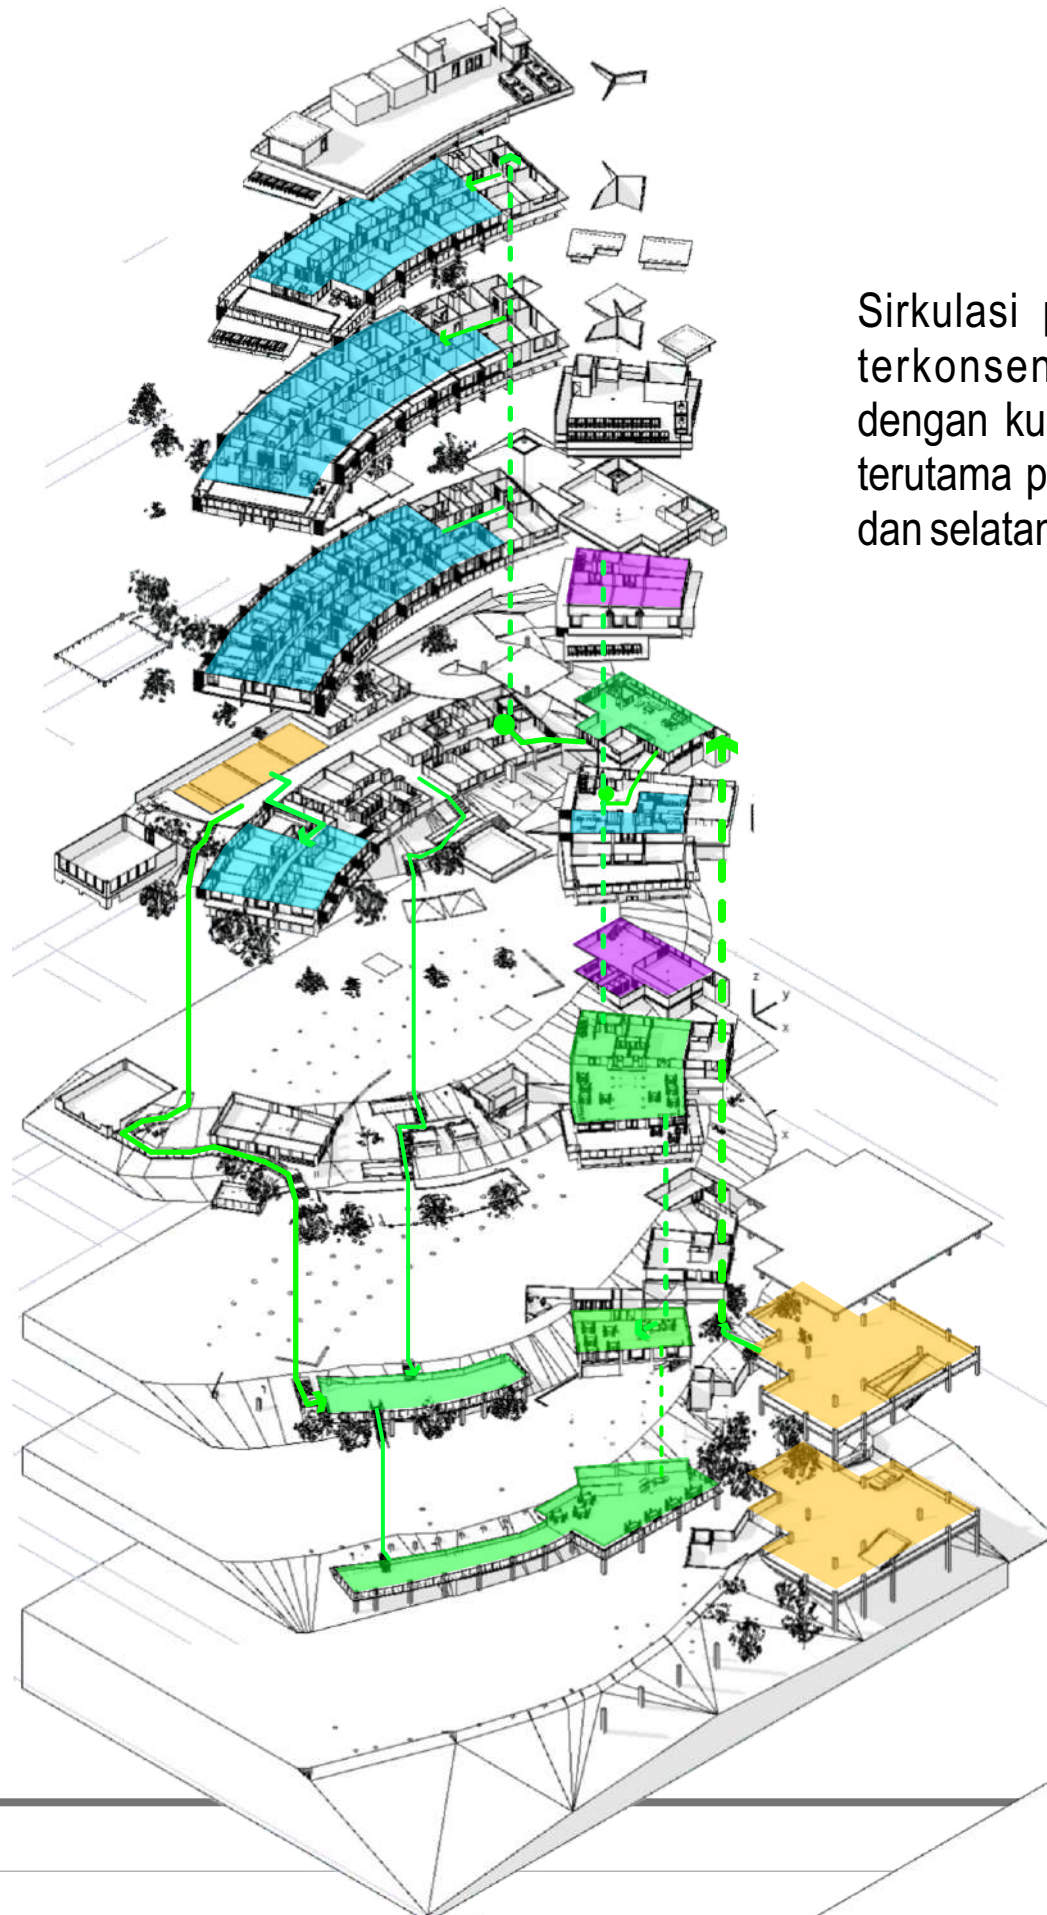 Sirkulasi
terkonsen
dengan ku
terutama
dan selatan
z
y
x
x